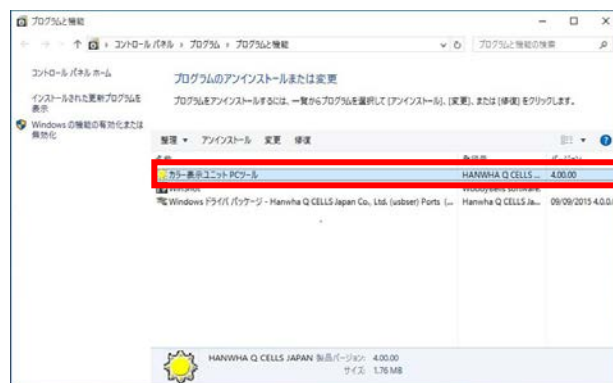 プログラムと機能
コントロール パネル › プログラム › プログラムと機能
プログラムと機能の検索
コントロール パネル ホーム
インストールされた更新プログラムを
表示
Windows の機能の有効化または
無効化
プログラムのアンインストールまたは変更
プログラムをアンインストールするには、一覧からプログラムを選択して [アンインストール]、[変更]、または [修復] をクリックします。
整理 ▼ アンインストール 変更 修復
カラー表示ユニット PCツール HANWHA Q CELLS ... 4.00.00
WinShot Woodybells software
Windows ドライバ パッケージ - Hanwha Q CELLS Japan Co., Ltd. (usbser) Ports (... Hanwha Q CELLS Ja... 09/09/2015 4.0.0.
HANWHA Q CELLS JAPAN 製品バージョン: 4.00.00
サイズ: 1.76 MB